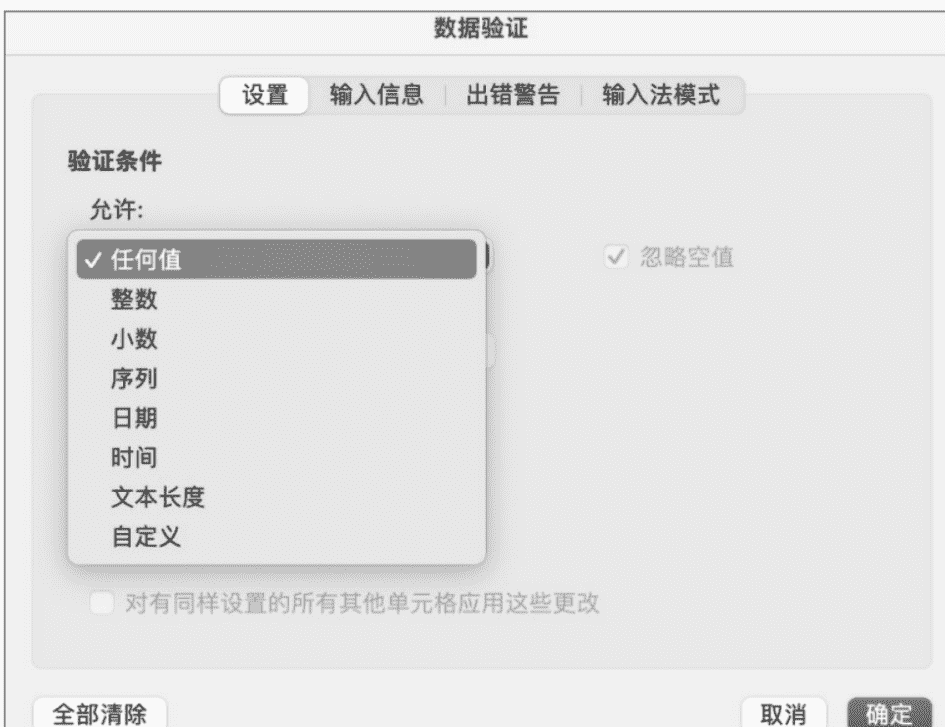 数据验证
设置 输入信息 出错警告 输入法模式
验证条件
允许:
✓ 任何值
忽略空值
整数
小数
序列
日期
时间
文本长度
自定义
对有同样设置的所有其他单元格应用这些更改
全部清除 取消 确定